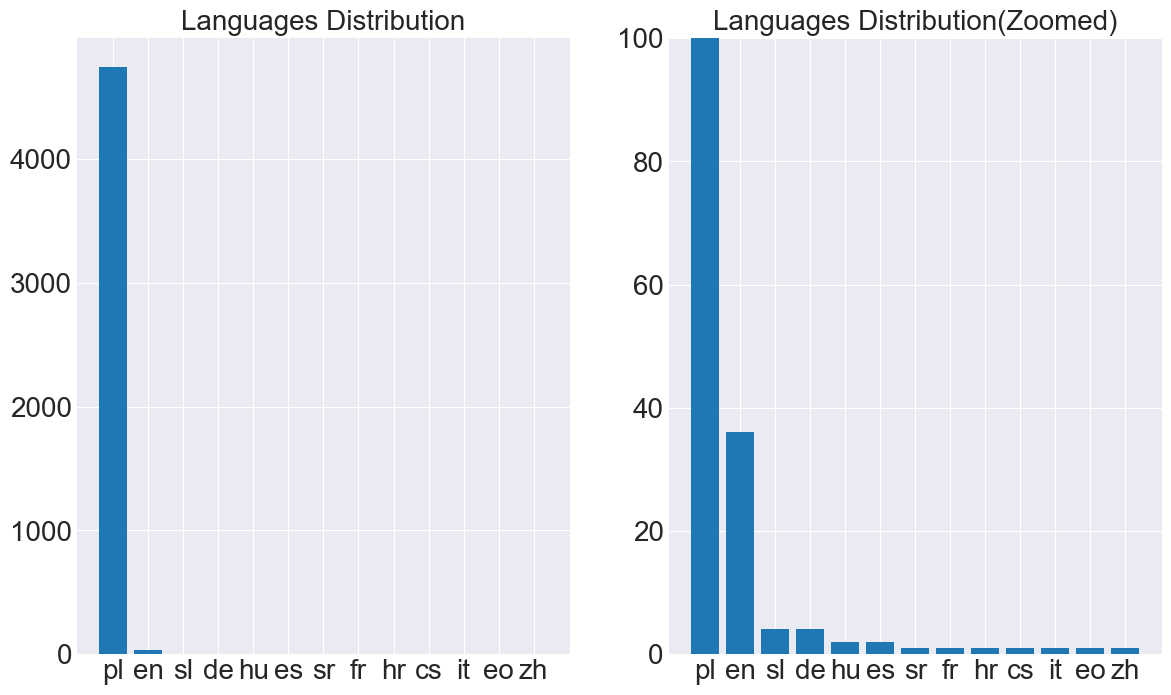 Languages Distribution
4000
3000
2000
1000
0
pl en sl de hu es sr fr hr cs it eo zh
Languages Distribution(Zoomed)
100
80
60
40
20
0
pl en sl de hu es sr fr hr cs it eo zh